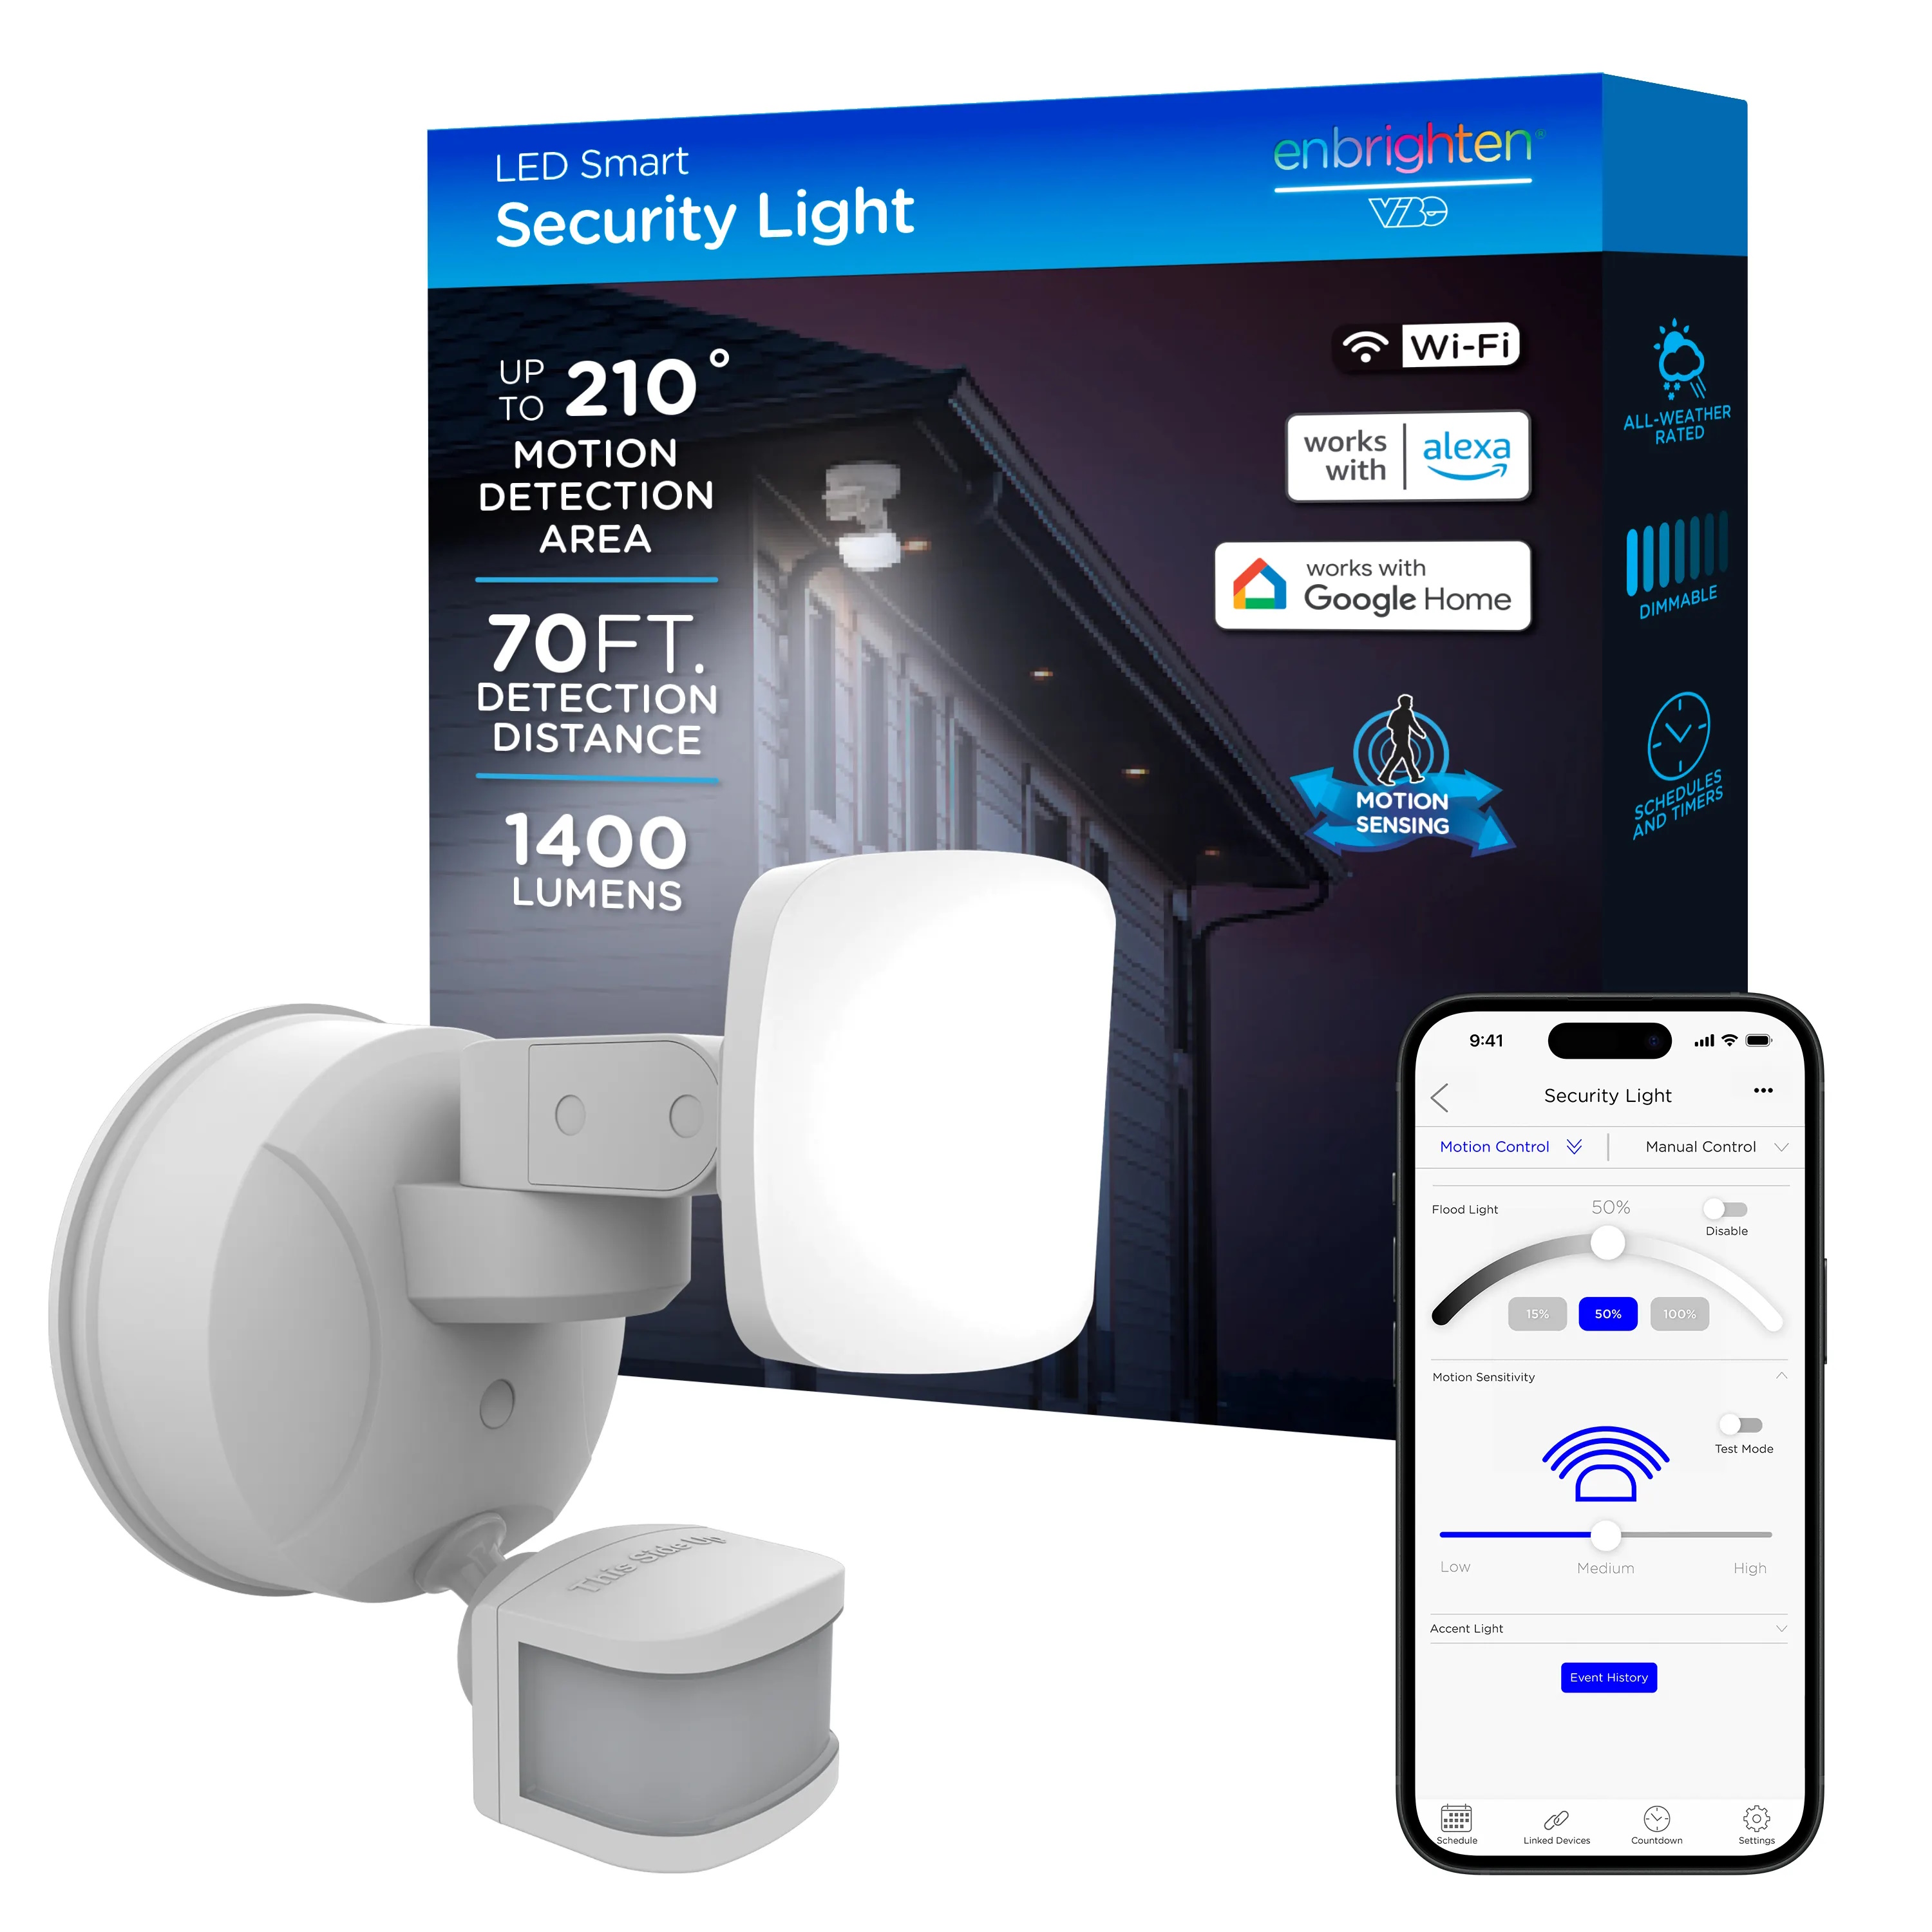 LED Smart
Security Light
enbrighten®
VIBE
UP
TO 210°
MOTION
DETECTION
AREA
70FT.
DETECTION
DISTANCE
1400
LUMENS
Wi-Fi
works
with
alexa
works with
Google Home
MOTION
SENSING
ALL-WEATHER
RATED
DIMMABLE
SCHEDULES
AND TIMERS
This Side Up
9:41
Security Light
Motion Control
Manual Control
Flood Light
50%
Disable
15%
50%
100%
Motion Sensitivity
Test Mode
Low
Medium
High
Accent Light
Event History
Schedule
Linked Devices
Countdown
Settings